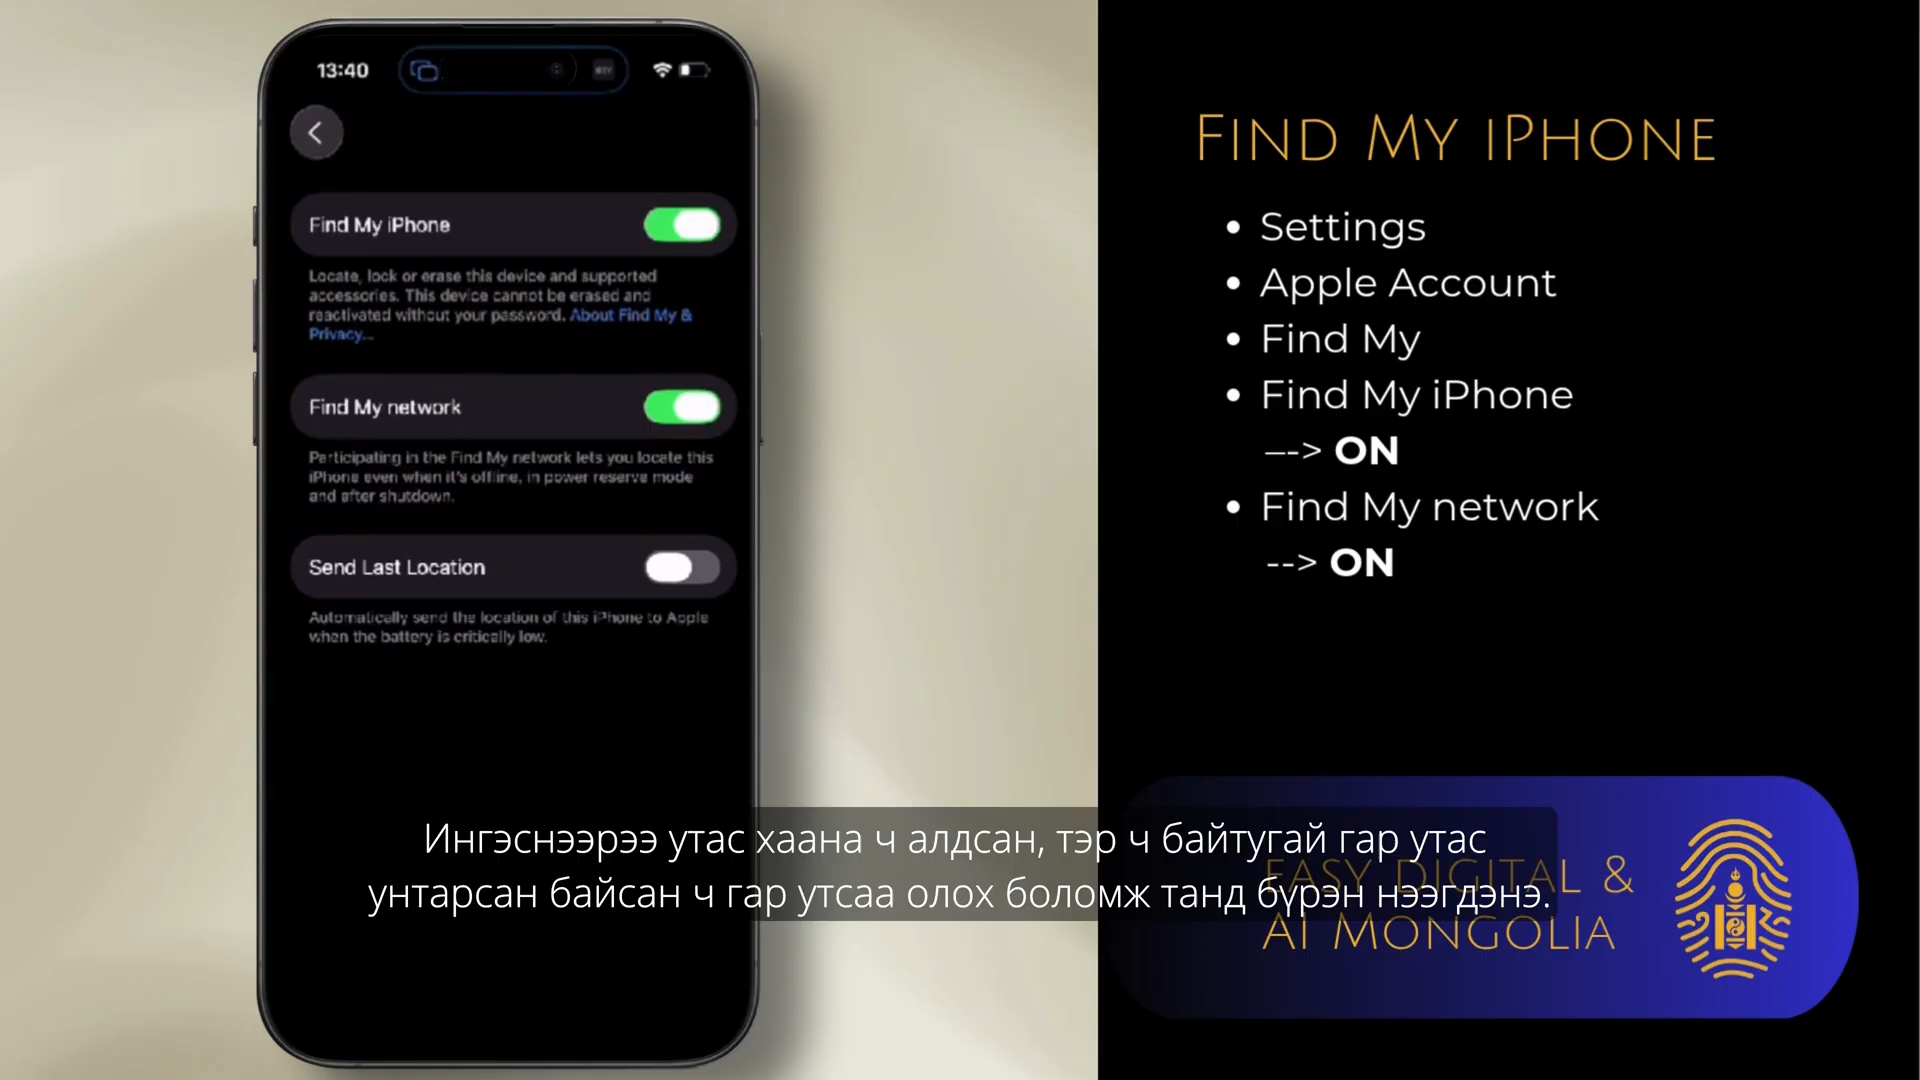 13:40
Find My iPhone
Locate, lock or erase this device and supported
accessories. This device cannot be erased and
reactivated without your password. About Find My &
Privacy...
Find My network
Participating in the Find My network lets you locate this
iPhone even when it's offline, in power reserve mode
and after shutdown.
Send Last Location
Automatically send the location of this iPhone to Apple
when the battery is critically low.
FIND MY IPHONE
• Settings
• Apple Account
• Find My
• Find My iPhone
—-> ON
• Find My network
--> ON
EASY DIGITAL &
AI MONGOLIA
Ингэснээрээ утас хаана ч алдсан, тэр ч байтугай гар утас
унтарсан байсан ч гар утсаа олох боломж танд бүрэн нээгдэнэ.